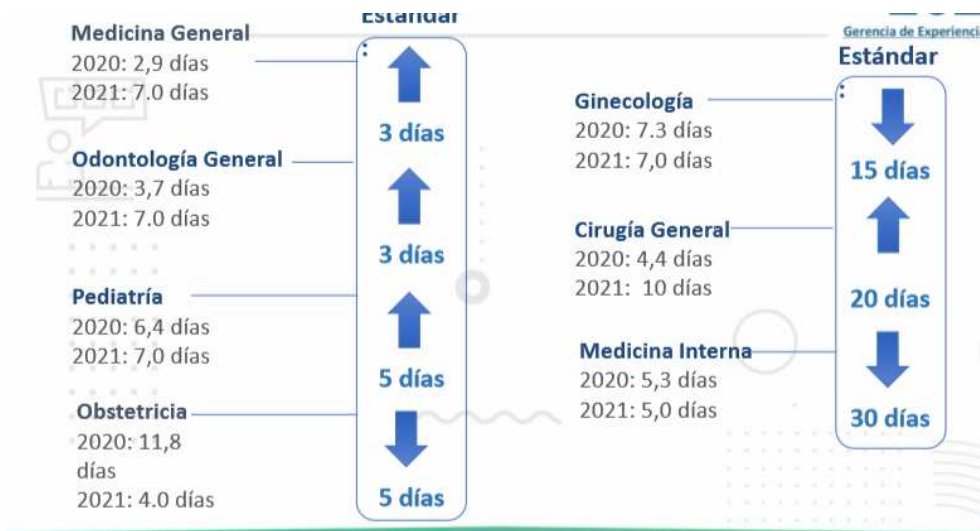 Estándar
:
Medicina General
2020: 2,9 días
2021: 7.0 días
3 días
Odontología General
2020: 3,7 días
2021: 7.0 días
3 días
Pediatría
2020: 6,4 días
2021: 7,0 días
5 días
Obstetricia
2020: 11,8
días
2021: 4.0 días
5 días
Gerencia de Experiencia
Estándar
:
Ginecología
2020: 7.3 días
2021: 7,0 días
15 días
Cirugía General
2020: 4,4 días
2021: 10 días
20 días
Medicina Interna
2020: 5,3 días
2021: 5,0 días
30 días